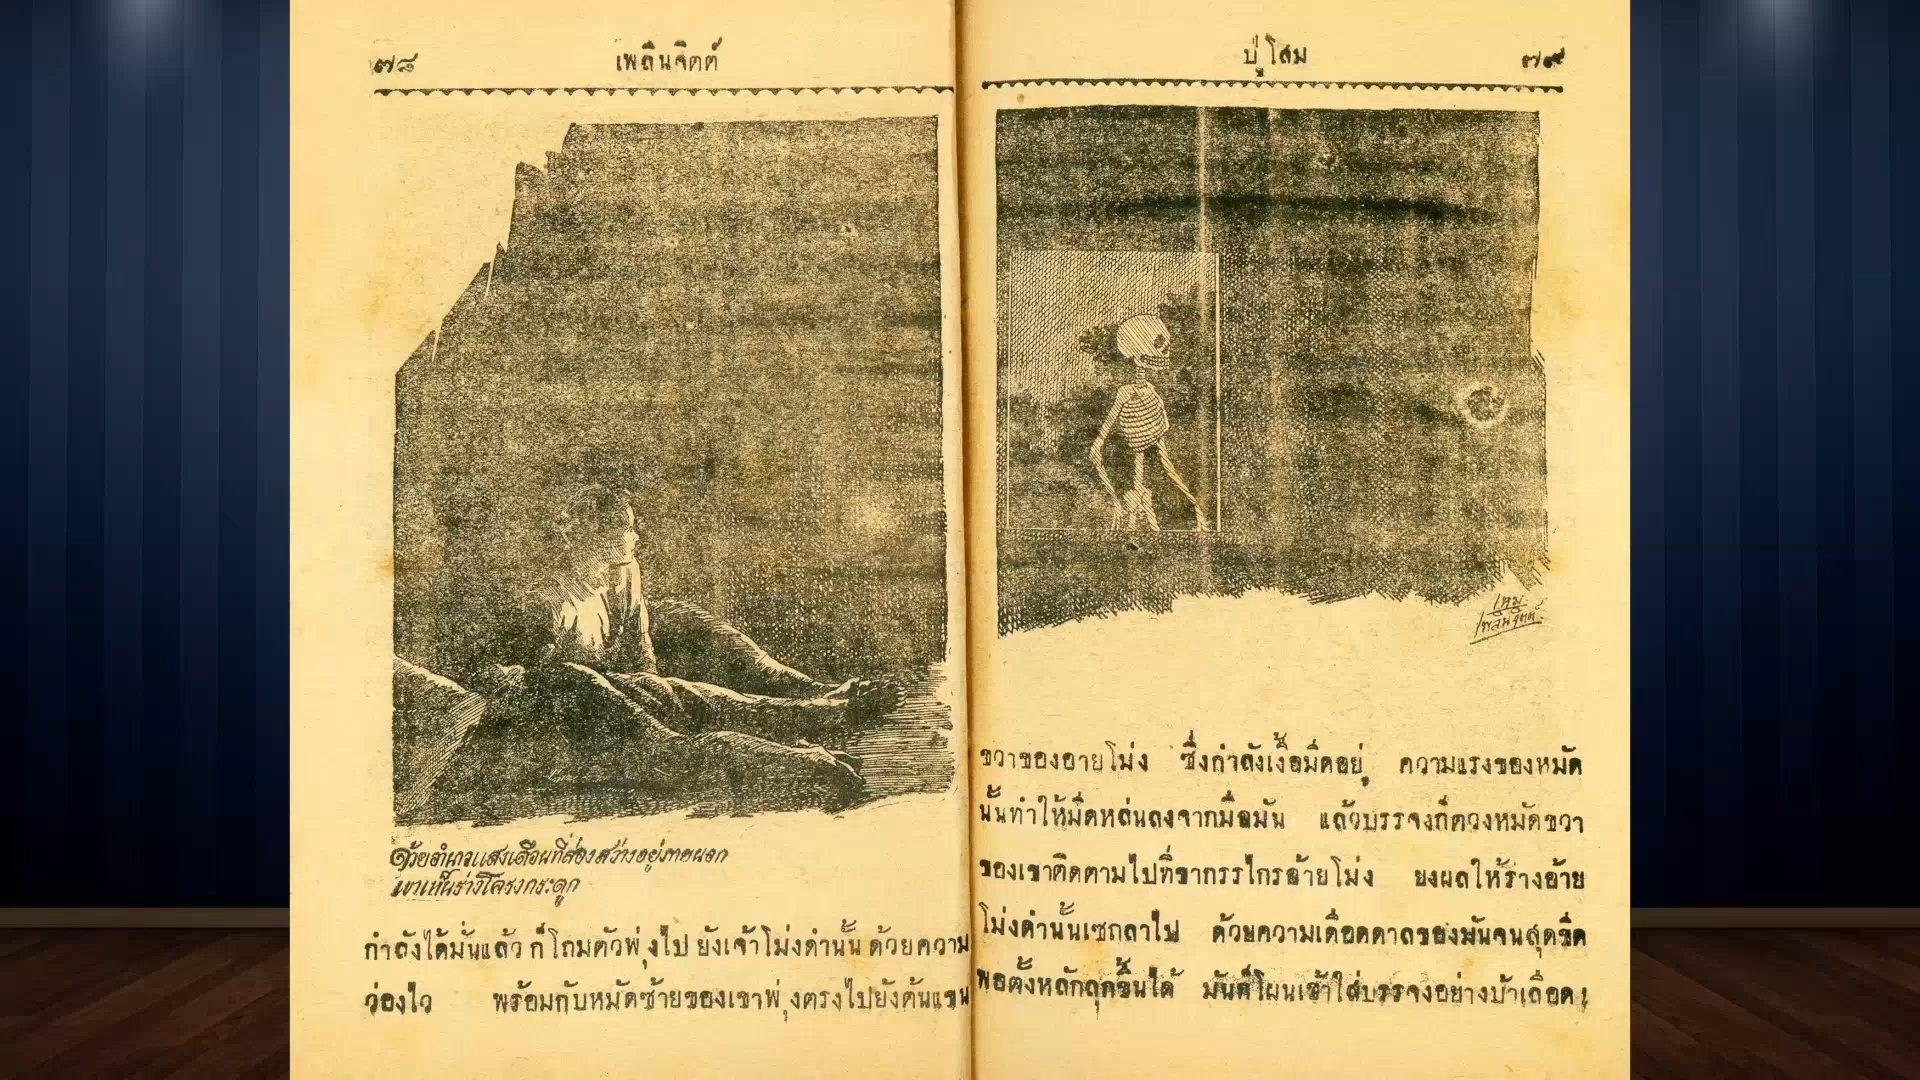 ๗๘
เพลินจิตต์
ด้วยอำนาจแสงเดือนที่ส่องสว่างอยู่ภายนอก
เขาเห็นร่างโครงกระดูก
กำลังได้มั่นแล้ว ก็โถมตัวพุ่งไป ยังเจ้าโม่งดำนั้น ด้วยความ
ว่องไว พร้อมกับหมัดซ้ายของเขาพุ่งตรงไปยังต้นแขน
ปู่โสม
๗๙
เหม
เพลินจิตต์
ขวาของอายโม่ง ซึ่งกำลังเงื้อมีดอยู่ ความแรงของหมัด
นั้นทำให้มีดหล่นลงจากมือมัน แล้วบรรจงก็ควงหมัดขวา
ของเขาติดตามไปที่ขากรรไกรอ้ายโม่ง ยงผลให้ร่างอ้าย
โม่งดำนั้นเซถลาไป ด้วยความเดือดดาลของมันจนสุดขีด
พอตั้งหลักลุกขึ้นได้ มันก็โผนเข้าใส่บรรจงอย่างบ้าเลือด!